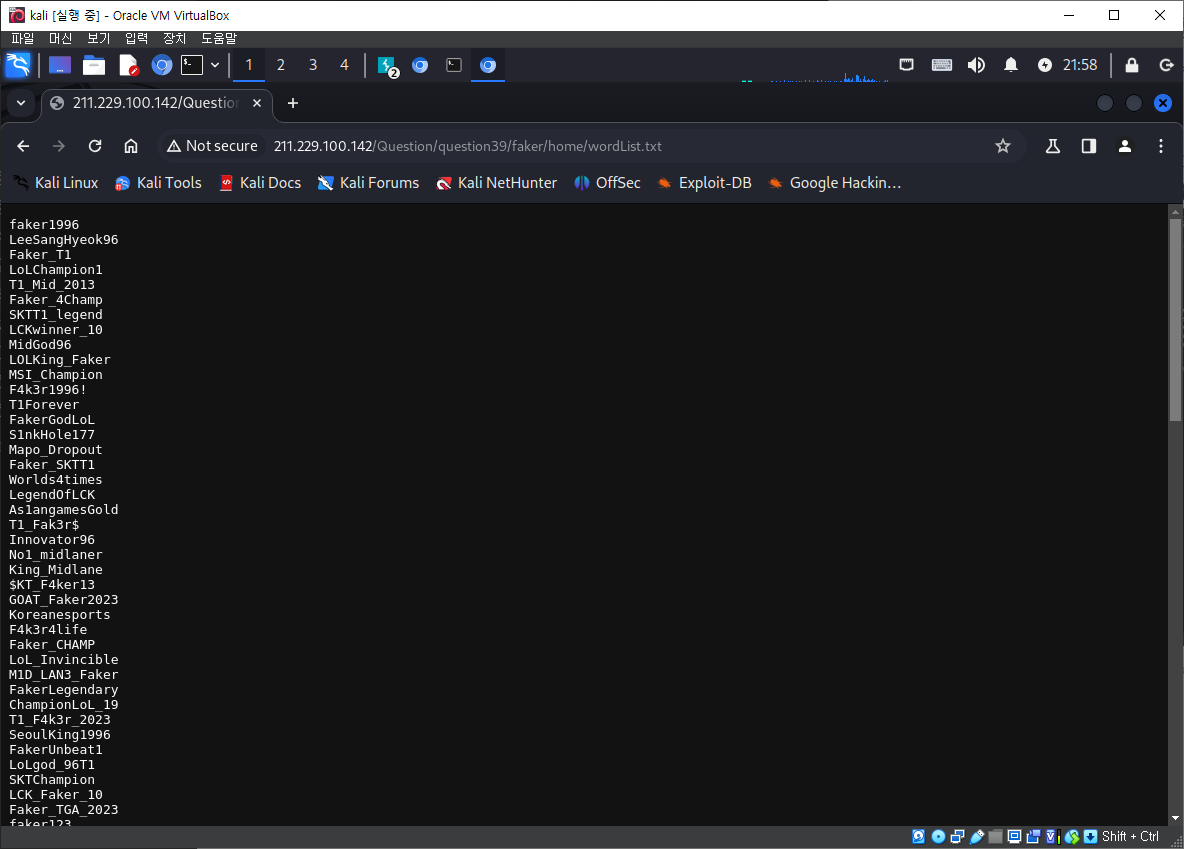 kali [실행 중] - Oracle VM VirtualBox
파일 머신 보기 입력 장치 도움말
1 2 3 4 2 21:58
211.229.100.142/Questio
Not secure 211.229.100.142/Question/question39/faker/home/wordList.txt
Kali Linux Kali Tools Kali Docs Kali Forums Kali NetHunter OffSec Exploit-DB Google Hackin…
faker1996
LeeSangHyeok96
Faker_T1
LoLChampion1
T1_Mid_2013
Faker_4Champ
SKTT1_legend
LCKwinner_10
MidGod96
LOLKing_Faker
MSI_Champion
F4k3r1996!
T1Forever
FakerGodLoL
S1nkHole177
Mapo_Dropout
Faker_SKTT1
Worlds4times
LegendOfLCK
As1angamesGold
T1_Fak3r$
Innovator96
No1_midlaner
King_Midlane
$KT_F4ker13
GOAT_Faker2023
Koreanesports
F4k3r4life
Faker_CHAMP
LoL_Invincible
M1D_LAN3_Faker
FakerLegendary
ChampionLoL_19
T1_F4k3r_2023
SeoulKing1996
FakerUnbeat1
LoLgod_96T1
SKTChampion
LCK_Faker_10
Faker_TGA_2023
faker123
Shift + Ctrl